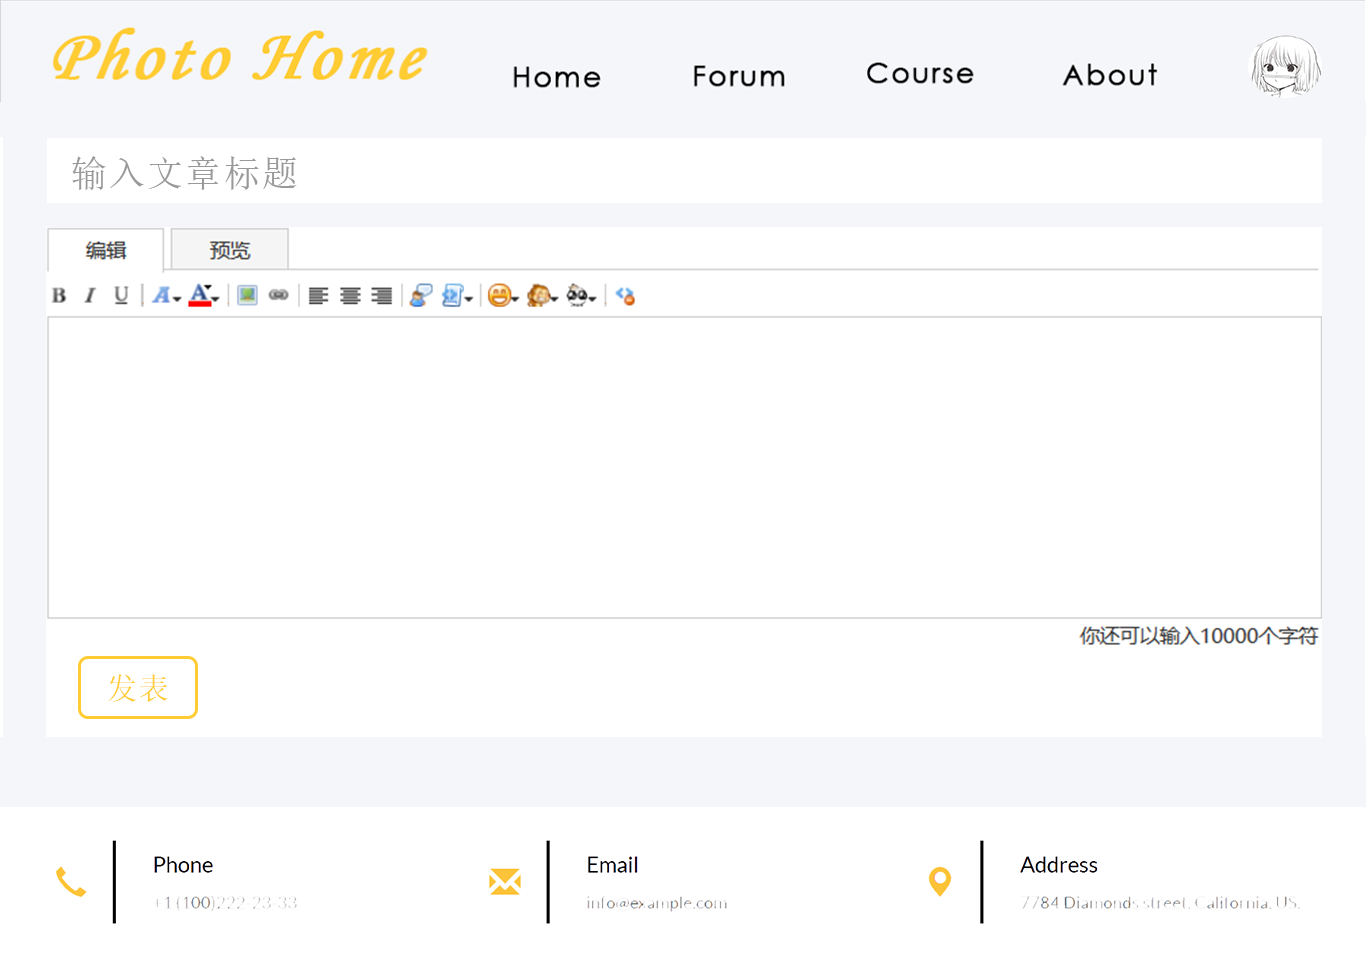 Photo Home
Home Forum Course About
输入文章标题
编辑 预览
B I U A A
你还可以输入10000个字符
发表
Phone Email Address
+1 (100)222-23-33 info@example.com 7784 Diamonds street, California, US.